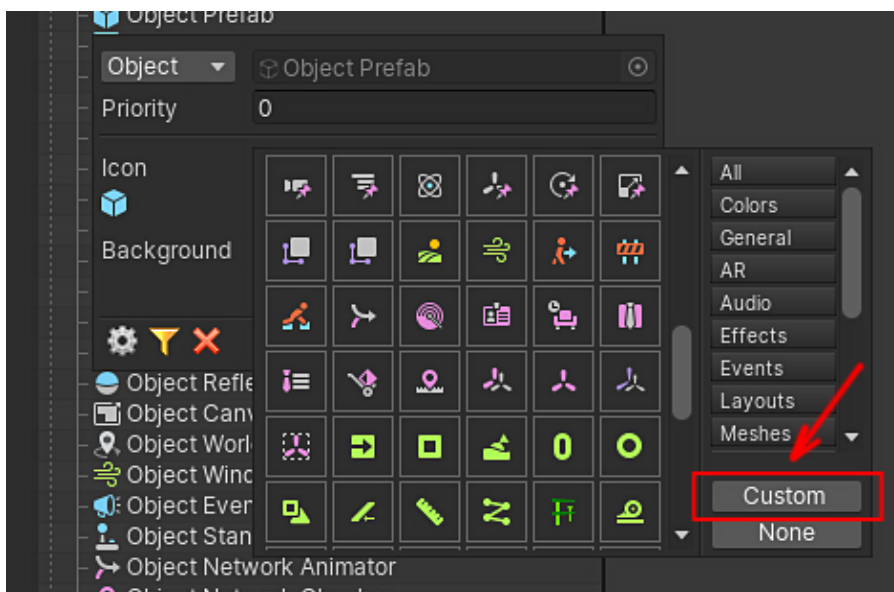 Object Prefab
Object
Object Prefab
Priority
0
Icon
Background
All
Colors
General
AR
Audio
Effects
Events
Layouts
Meshes
Custom
None
Object Refle
Object Canv
Object Worl
Object Wind
Object Even
Object Stan
Object Network Animator